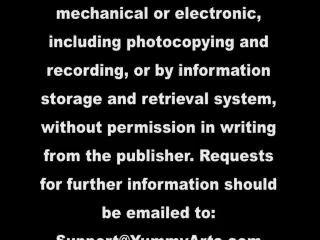 mechanical or electronic,
including photocopying and
recording, or by information
storage and retrieval system,
without permission in writing
from the publisher. Requests
for further information should
be emailed to:
Support@YummyArts.com